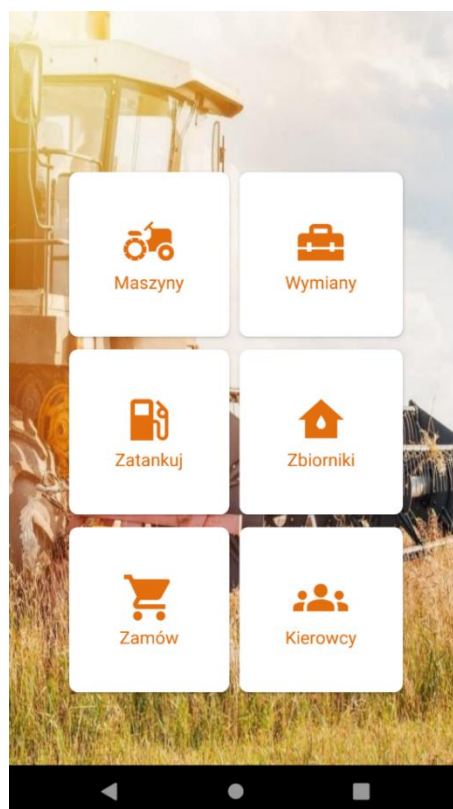 Maszyny
Wymiany
Zatankuj
Zbiorniki
Zamów
Kierowcy